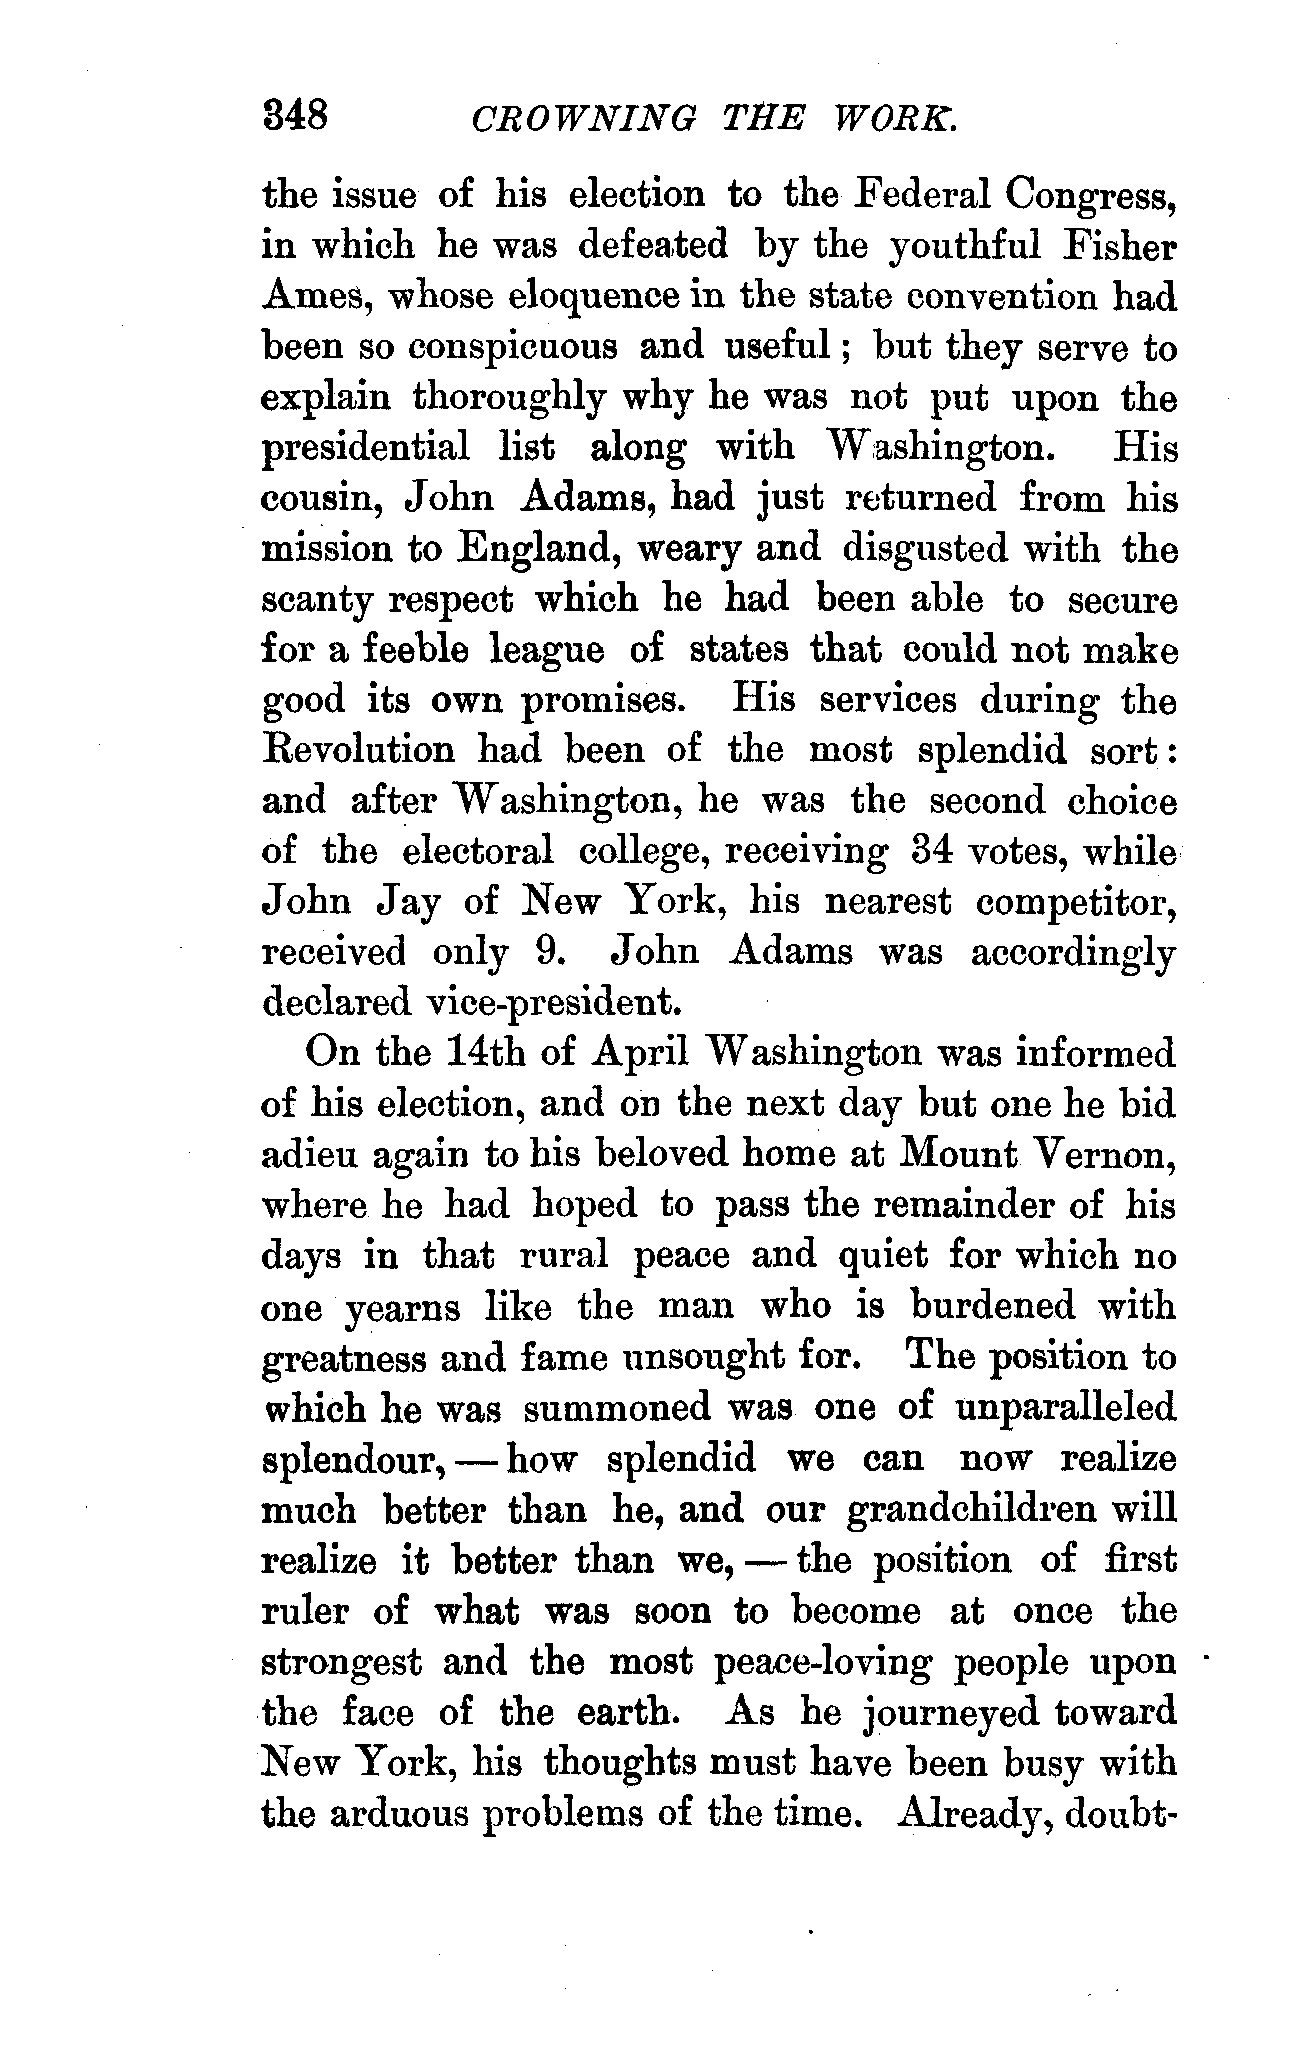 348 CROWNING THE WORK.
the issue of his election to the Federal Congress,
in which he was defeated by the youthful Fisher
Ames, whose eloquence in the state convention had
been so conspicuous and useful ; but they serve to
explain thoroughly why he was not put upon the
presidential list along with Washington. His
cousin, John Adams, had just returned from his
mission to England, weary and disgusted with the
scanty respect which he had been able to secure
for a feeble league of states that could not make
good its own promises. His services during the
Revolution had been of the most splendid sort :
and after Washington, he was the second choice
of the electoral college, receiving 34 votes, while
John Jay of New York, his nearest competitor,
received only 9. John Adams was accordingly
declared vice-president.
On the 14th of April Washington was informed
of his election, and on the next day but one he bid
adieu again to his beloved home at Mount Vernon,
where he had hoped to pass the remainder of his
days in that rural peace and quiet for which no
one yearns like the man who is burdened with
greatness and fame unsought for. The position to
which he was summoned was one of unparalleled
splendour, — how splendid we can now realize
much better than he, and our grandchildren will
realize it better than we, — the position of first
ruler of what was soon to become at once the
strongest and the most peace-loving people upon
the face of the earth. As he journeyed toward
New York, his thoughts must have been busy with
the arduous problems of the time. Already, doubt-